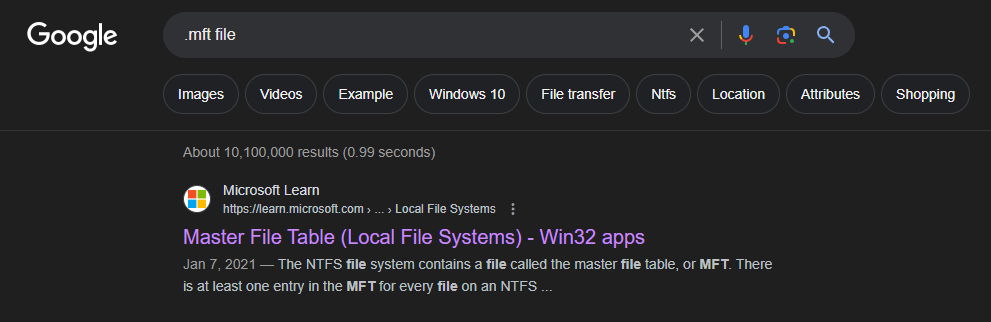 Google
.mft file
Images Videos Example Windows 10 File transfer Ntfs Location Attributes Shopping
About 10,100,000 results (0.99 seconds)
Microsoft Learn
https://learn.microsoft.com › ... › Local File Systems
Master File Table (Local File Systems) - Win32 apps
Jan 7, 2021 — The NTFS file system contains a file called the master file table, or MFT. There
is at least one entry in the MFT for every file on an NTFS ...